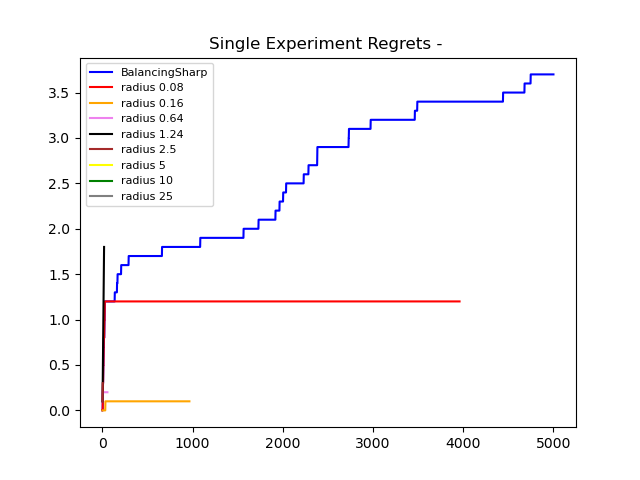 Single Experiment Regrets -
BalancingSharp
radius 0.08
radius 0.16
radius 0.64
radius 1.24
radius 2.5
radius 5
radius 10
radius 25
3.5
3.0
2.5
2.0
1.5
1.0
0.5
0.0
0 1000 2000 3000 4000 5000